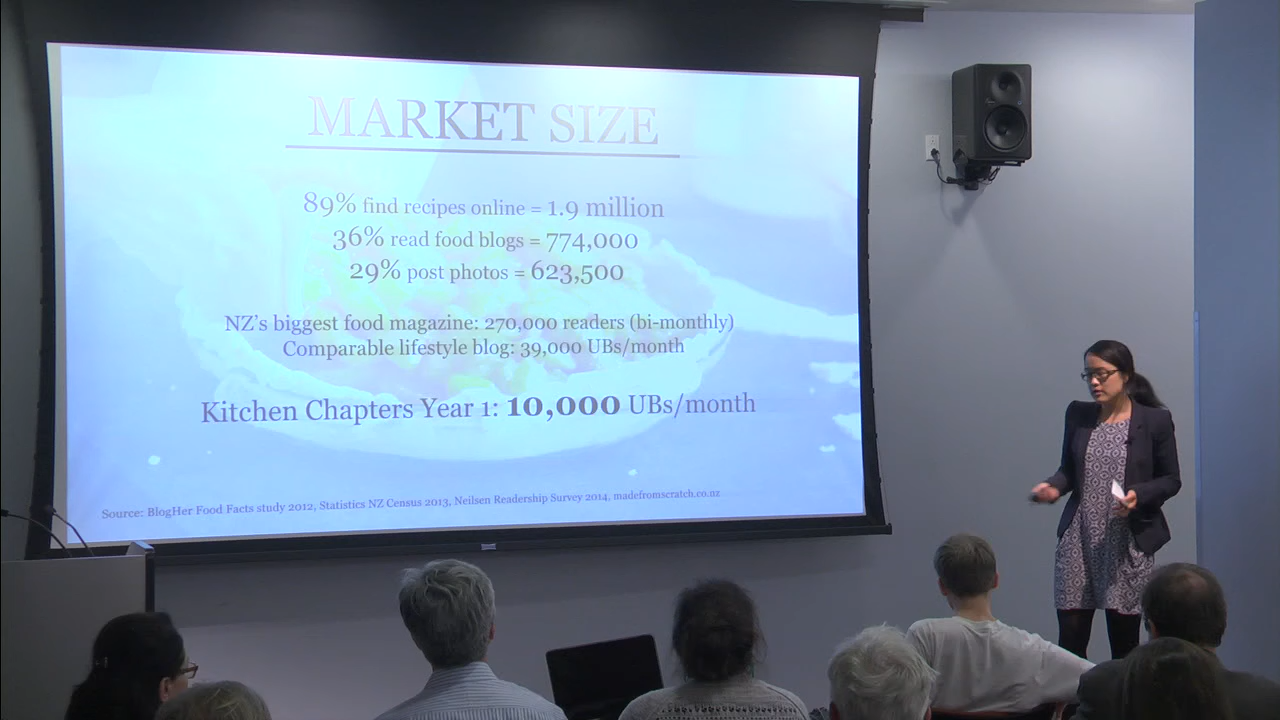 MARKET SIZE
89% find recipes online = 1.9 million
36% read food blogs = 774,000
29% post photos = 623,500
NZ's biggest food magazine: 270,000 readers (bi-monthly)
Comparable lifestyle blog: 39,000 UBs/month
Kitchen Chapters Year 1: 10,000 UBs/month
Source: BlogHer Food Facts study 2012, Statistics NZ Census 2013, Neilsen Readership Survey 2014, madefromscratch.co.nz